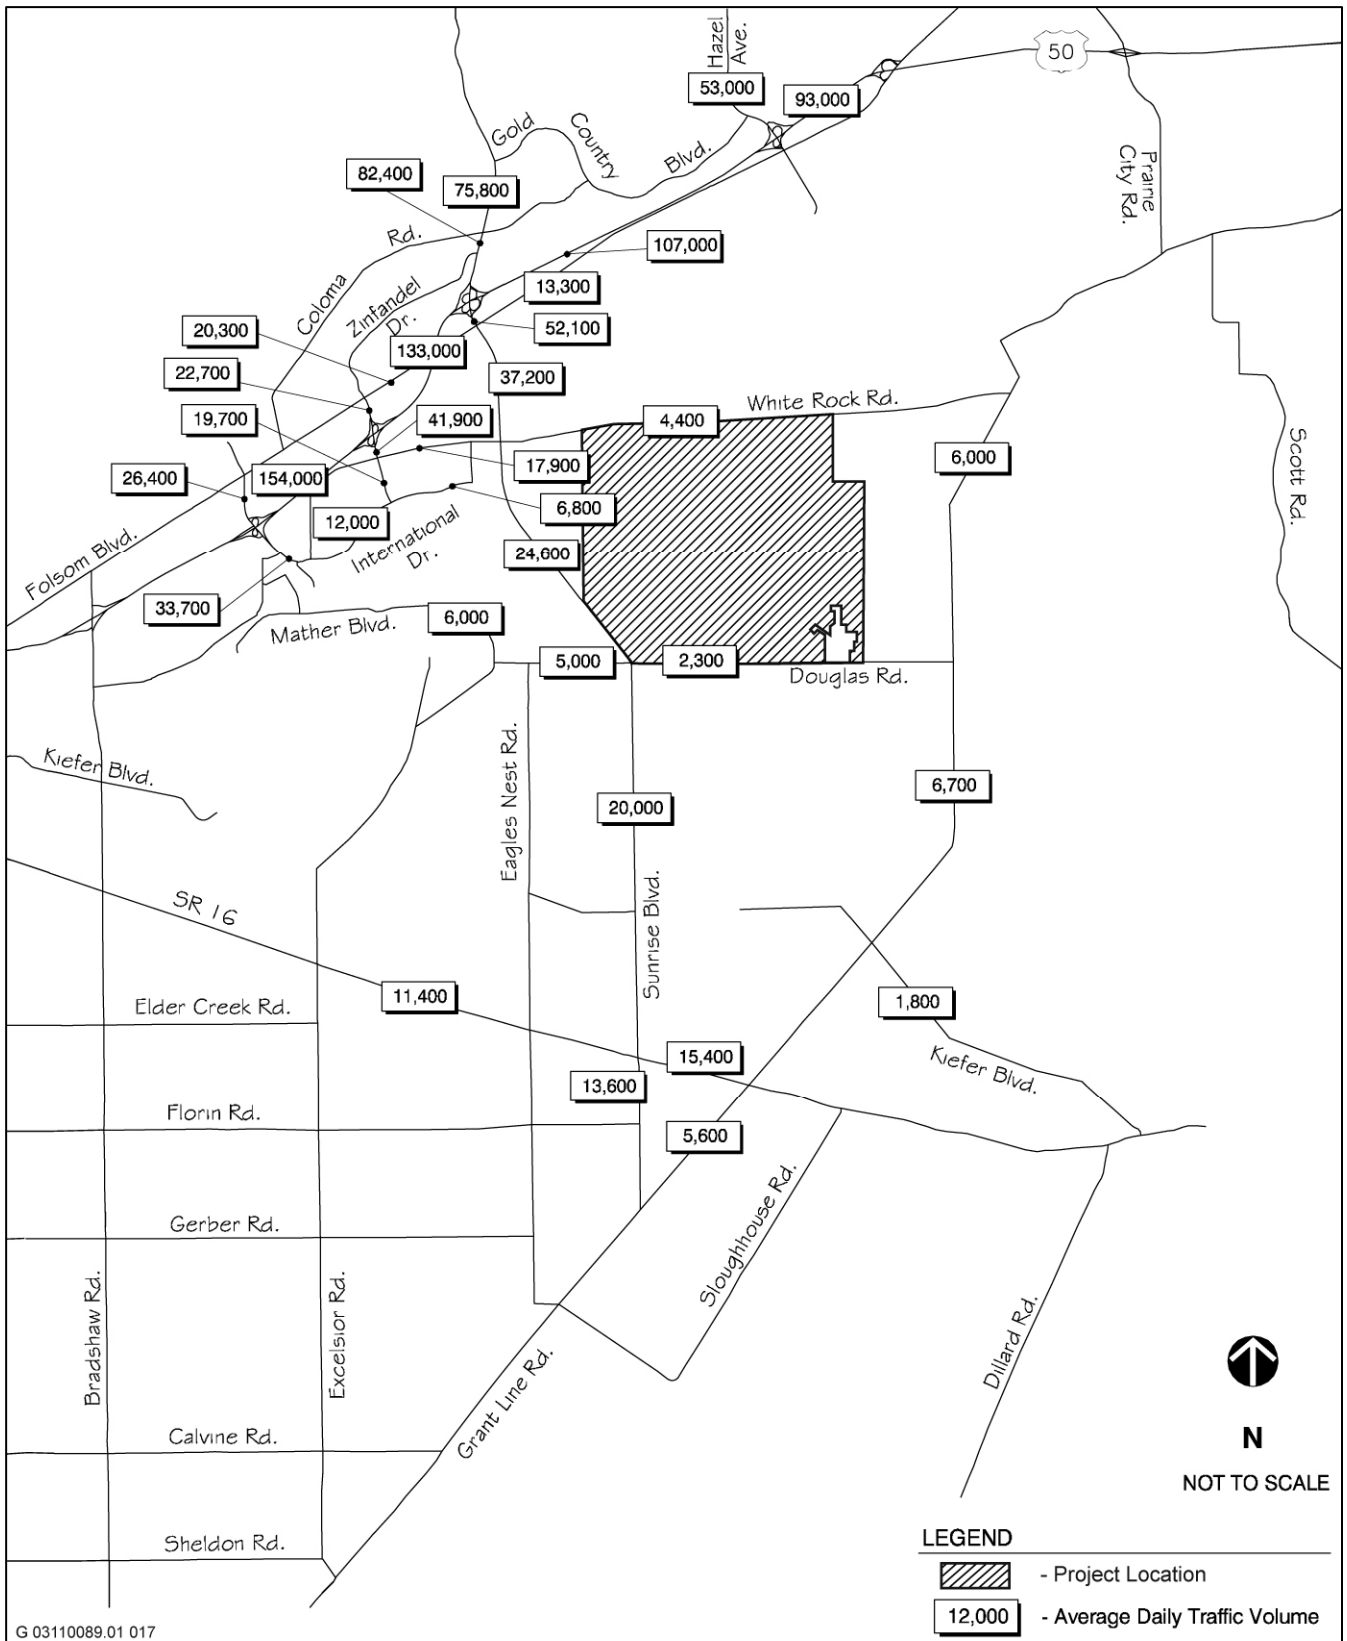 Hazel
Ave.
50
53,000
93,000
Gold
Country
Blvd.
Prairie
City Rd.
82,400
75,800
Rd.
107,000
Coloma
Zinfandel
Dr.
13,300
20,300
52,100
133,000
22,700
37,200
White Rock Rd.
19,700
41,900
4,400
Scott Rd.
26,400
154,000
17,900
6,000
12,000
6,800
International
Dr.
Folsom Blvd.
24,600
33,700
Mather Blvd.
6,000
5,000
2,300
Douglas Rd.
Kiefer Blvd.
Eagles Nest Rd.
20,000
6,700
SR 16
Sunrise Blvd.
11,400
Elder Creek Rd.
1,800
15,400
Kiefer Blvd.
13,600
Florin Rd.
5,600
Gerber Rd.
Sloughhouse Rd.
Bradshaw Rd.
Excelsior Rd.
Dillard Rd.
Grant Line Rd.
Calvine Rd.
N
NOT TO SCALE
Sheldon Rd.
LEGEND
- Project Location
12,000 - Average Daily Traffic Volume
G 03110089.01 017